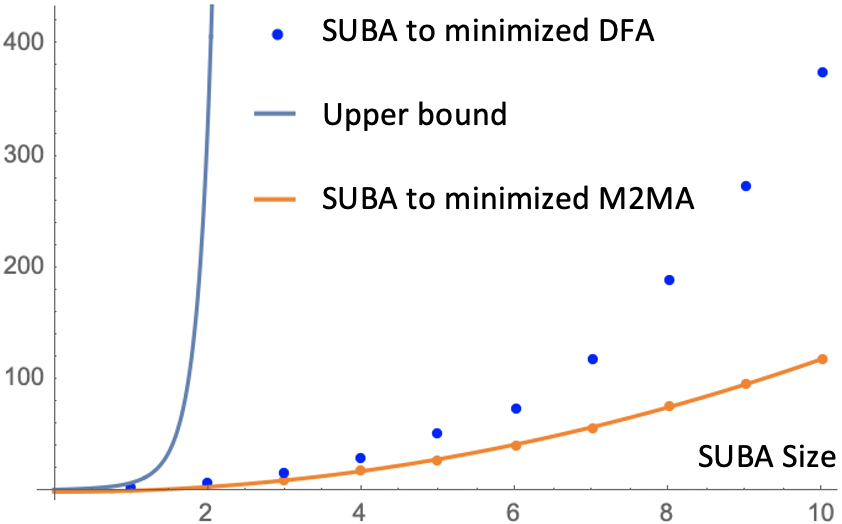 400
SUBA to minimized DFA
Upper bound
300
SUBA to minimized M2MA
200
100
SUBA Size
2 4 6 8 10